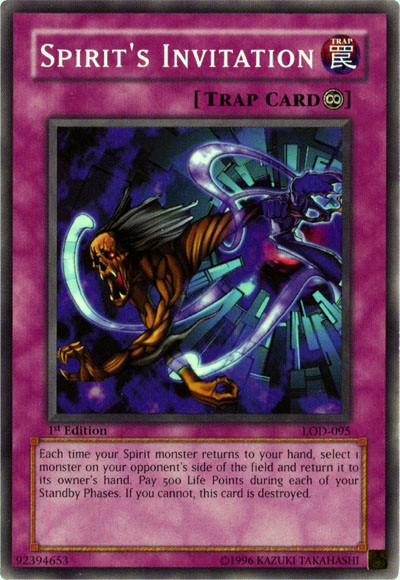 SPIRIT'S INVITATION
TRAP
罠
[TRAP CARD∞]
1st Edition
LOD-095
Each time your Spirit monster returns to your hand, select 1
monster on your opponent's side of the field and return it to
its owner's hand. Pay 500 Life Points during each of your
Standby Phases. If you cannot, this card is destroyed.
92394653
©1996 KAZUKI TAKAHASHI